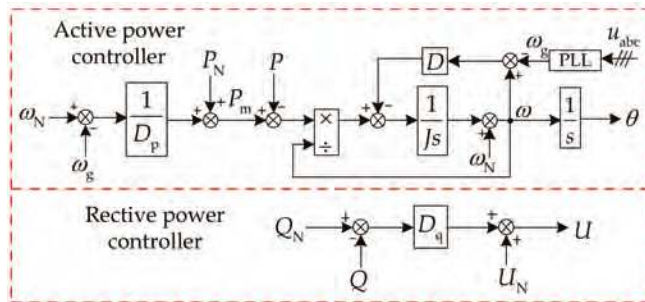 Active power
controller
P_N
P
D
ω_g
PLL
u_abc
ω_N
+
−
1
D_p
+
+
P_m
+
−
×
÷
+
−
1
Js
+
+
ω
1
s
θ
ω_g
ω_N
−
+
Rective power
controller
Q_N
+
−
D_q
+
+
U
Q
U_N